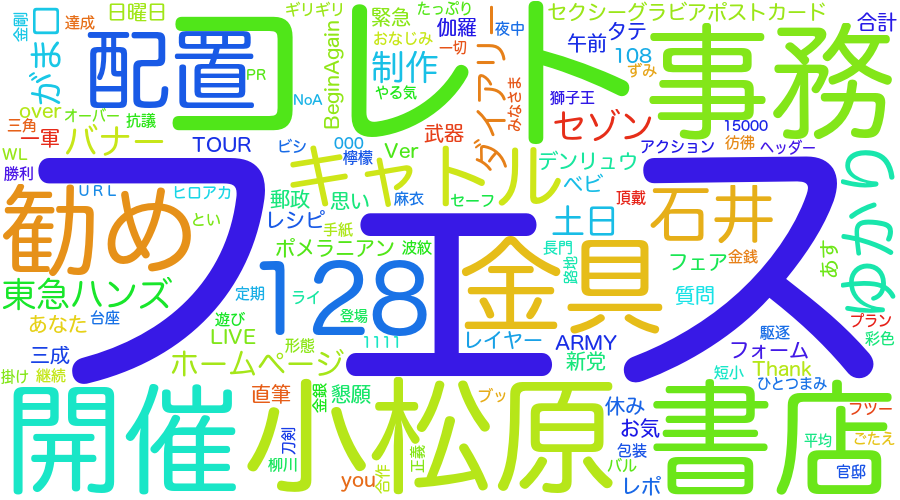 金剛
口
がま口
日曜日
達成
配置
コレト
ギリギリ
BeginAgain
PR
NoA
緊急
おなじみ
たっぷり
伽羅
一切
制作
やる気
夜中
みなさま
ダイアリー
セクシーグラビアポストカード
タテ
午前
108
ずみ
獅子王
セゾン
合計
事務
over
オーバー
三角
一軍
抗議
バナー
WL
勝利
URL
TOUR
ヒロアカ
ビシ
000
檸檬
Ver
武器
キャトル
デンリュウ
ベビ
アクション
15000
彷彿
ヘッダー
ゆかり
勧め
とい
郵政
思い
麻衣
セーフ
レシピ
手紙
ポメラニアン
波紋
フェス
土日
頂戴
石井
長門
路地
フェア
金銭
あす
東急ハンズ
定期
ライ
128
金具
質問
あなた
台座
遊び
登場
LIVE
1111
プラン
彩色
駆逐
三成
形態
ホームページ
レイヤー
ARMY
新党
フォーム
掛け
継続
短小
Thank
ひとつまみ
開催
直筆
金銀
懇願
小松原
ブッ
休み
お気
書店
フツー
刀剣
柳川
正義
合作
you
包装
バル
レポ
平均
ごたえ
官邸